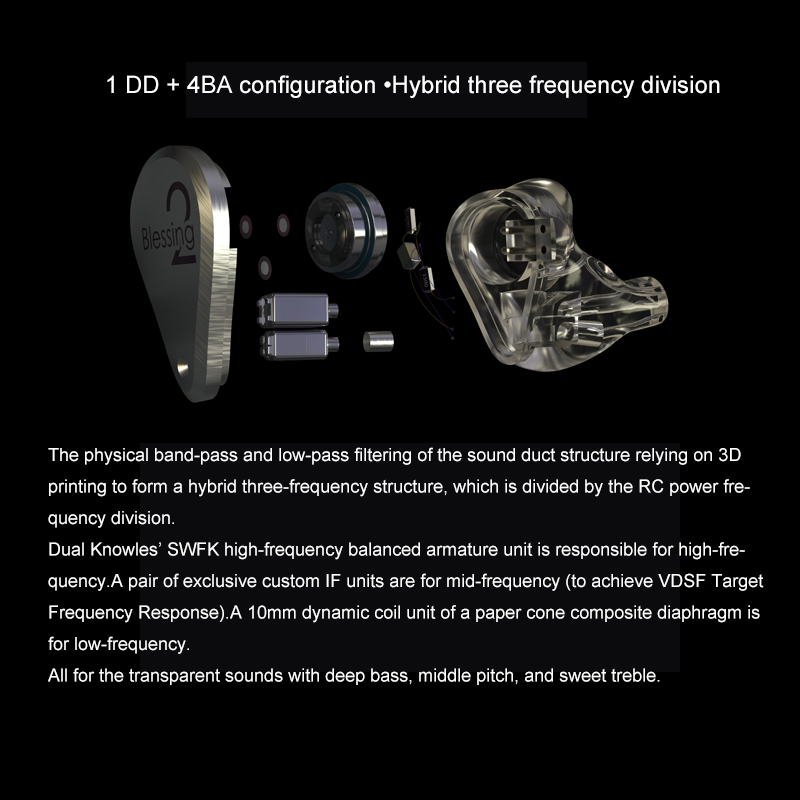 1 DD + 4BA configuration •Hybrid three frequency division
Blessing
2
The physical band-pass and low-pass filtering of the sound duct structure relying on 3D
printing to form a hybrid three-frequency structure, which is divided by the RC power fre-
quency division.
Dual Knowles’ SWFK high-frequency balanced armature unit is responsible for high-fre-
quency.A pair of exclusive custom IF units are for mid-frequency (to achieve VDSF Target
Frequency Response).A 10mm dynamic coil unit of a paper cone composite diaphragm is
for low-frequency.
All for the transparent sounds with deep bass, middle pitch, and sweet treble.